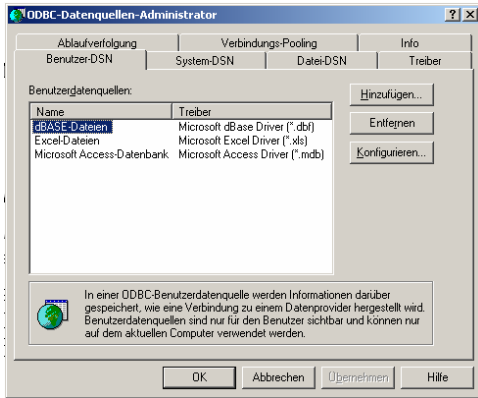 ODBC-Datenquellen-Administrator
Ablaufverfolgung Verbindungs-Pooling Info
Benutzer-DSN System-DSN Datei-DSN Treiber
Benutzerdatenquellen:
Name Treiber
dBASE-Dateien Microsoft dBase Driver (*.dbf)
Excel-Dateien Microsoft Excel Driver (*.xls)
Microsoft Access-Datenbank Microsoft Access Driver (*.mdb)
Hinzufügen...
Entfernen
Konfigurieren...
In einer ODBC-Benutzerdatenquelle werden Informationen darüber
gespeichert, wie eine Verbindung zu einem Datenprovider hergestellt wird.
Benutzerdatenquellen sind nur für den Benutzer sichtbar und können nur
auf dem aktuellen Computer verwendet werden.
OK Abbrechen Übernehmen Hilfe